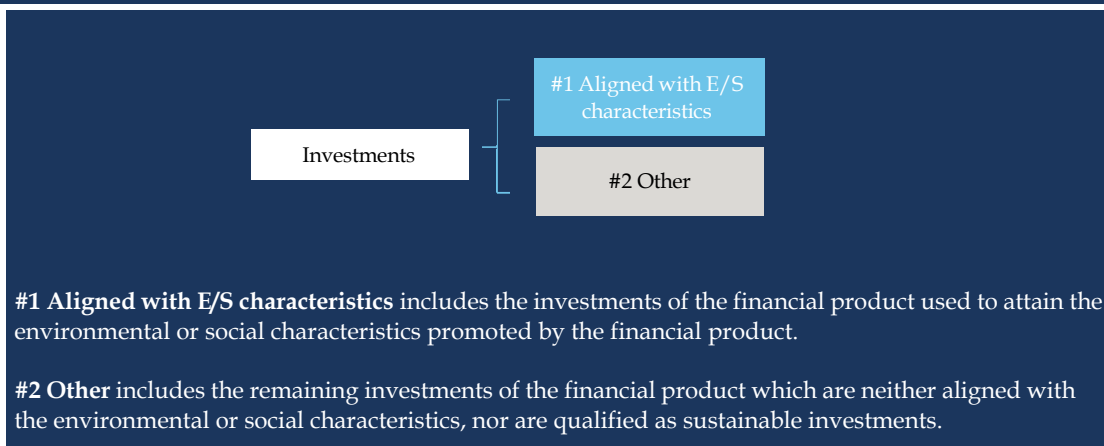 #1 Aligned with E/S
characteristics
Investments
#2 Other
#1 Aligned with E/S characteristics includes the investments of the financial product used to attain the
environmental or social characteristics promoted by the financial product.
#2 Other includes the remaining investments of the financial product which are neither aligned with
the environmental or social characteristics, nor are qualified as sustainable investments.